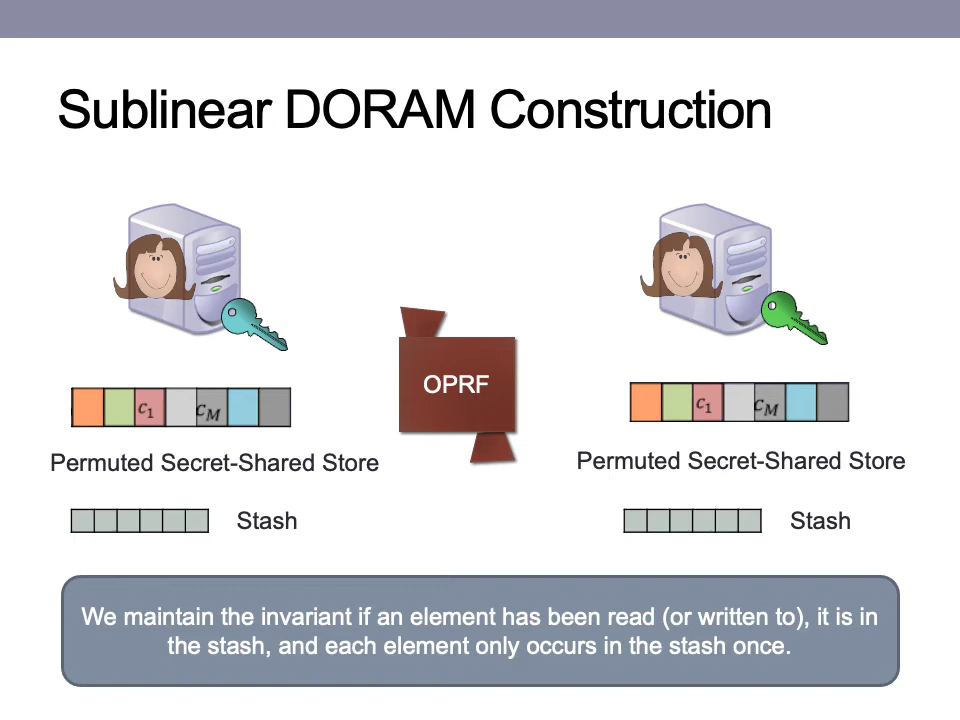 Sublinear DORAM Construction
OPRF
c1 cM
c1 cM
Permuted Secret-Shared Store
Permuted Secret-Shared Store
Stash
Stash
We maintain the invariant if an element has been read (or written to), it is in
the stash, and each element only occurs in the stash once.